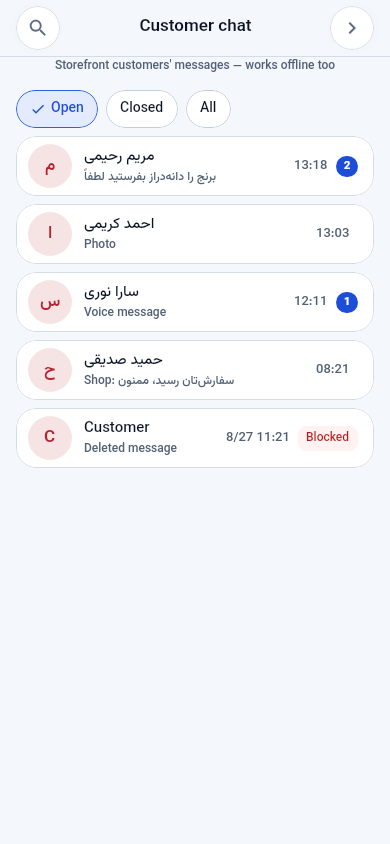 Customer chat
Storefront customers' messages — works offline too
Open
Closed
All
م
مریم رحیمی
برنج را دانه‌دراز بفرستید لطفاً
13:18
2
ا
احمد کریمی
Photo
13:03
س
سارا نوری
Voice message
12:11
1
ح
حمید صدیقی
Shop: سفارش‌تان رسید، ممنون
08:21
C
Customer
Deleted message
8/27 11:21
Blocked